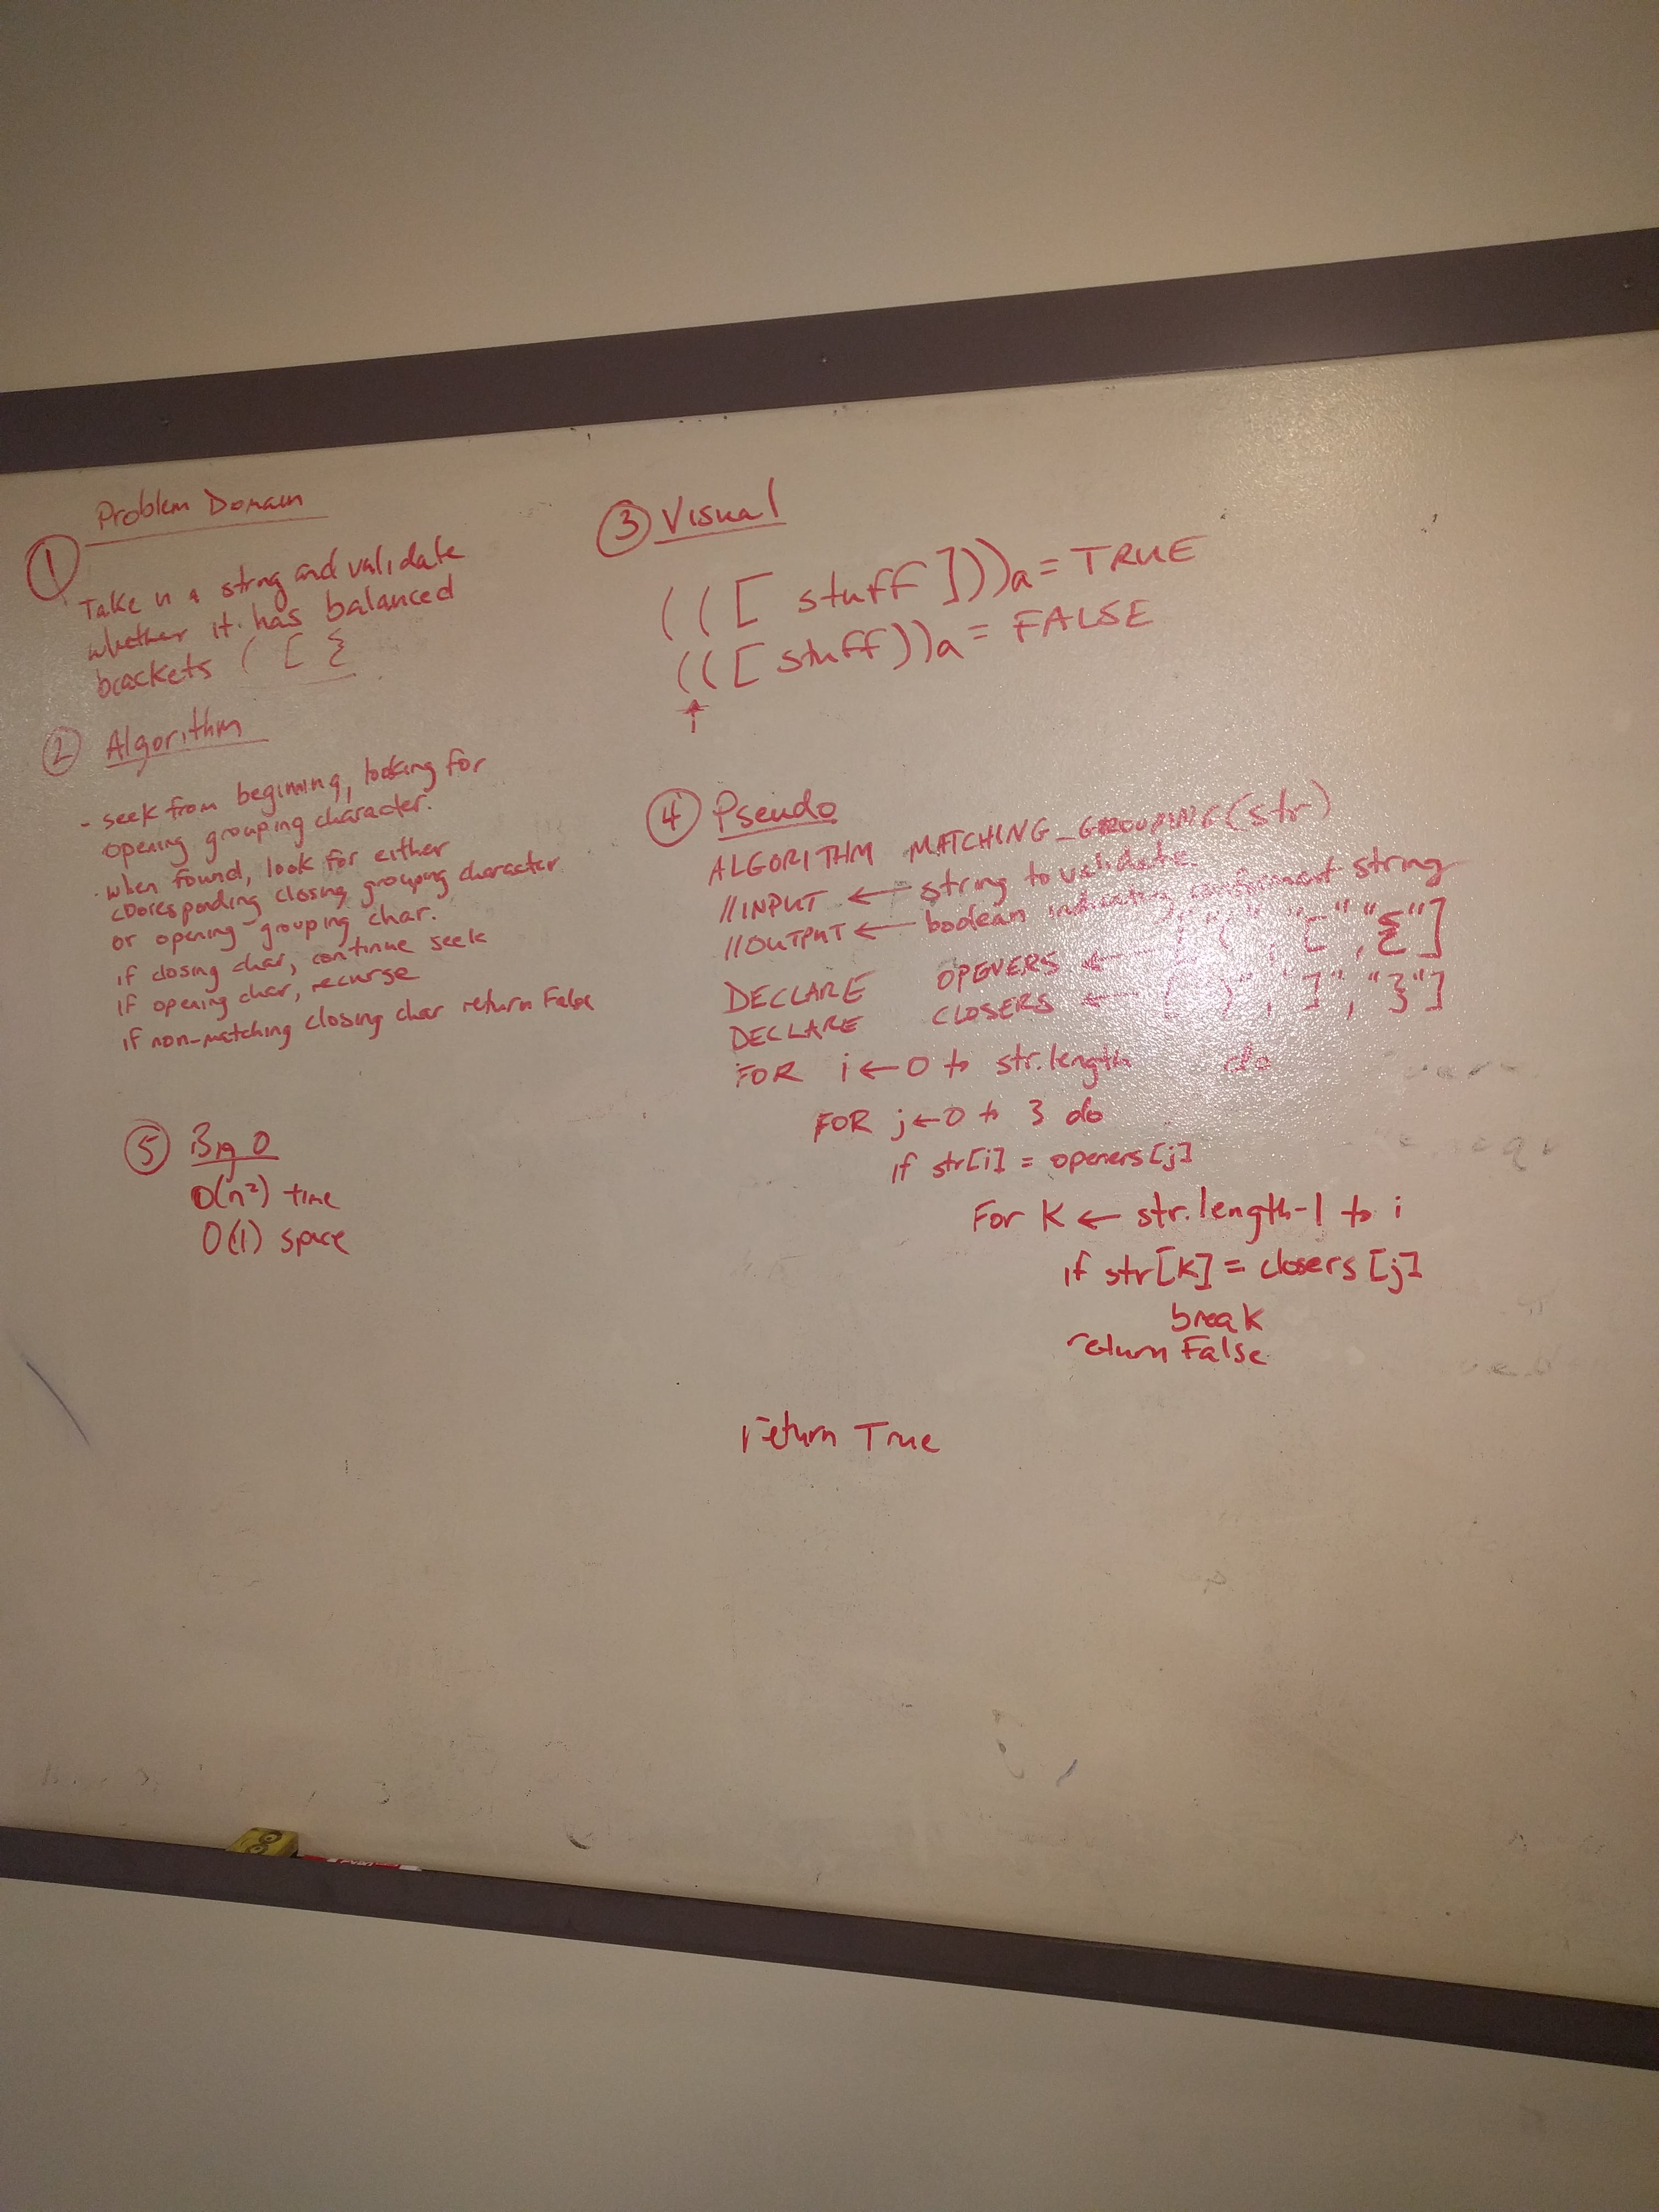 Problem Domain
①
Take in a string and validate
whether it has balanced
brackets ( [ {
② Algorithm
- seek from beginning, looking for
opening grouping character.
- when found, look for either
cooresponding closing grouping character
or opening grouping char.
if closing char, continue seek
if opening char, recurse
if non-matching closing char return False
⑤ Big O
O(n²) time
O(1) space
③ Visual
(([ stuff ]))a = TRUE
(([ stuff))a = FALSE
↑
i
④ Pseudo
ALGORITHM MATCHING_GROUPING(str)
//INPUT ← string to validate.
//OUTPUT ← boolean indicating conformant string
DECLARE OPENERS ← ["(", "[", "{"]
DECLARE CLOSERS ← [")", "]", "}"]
FOR i ← 0 to str.length do
FOR j ← 0 to 3 do
if str[i] = openers[j]
For K ← str.length-1 to i
if str[k] = closers[j]
break
return False
return True